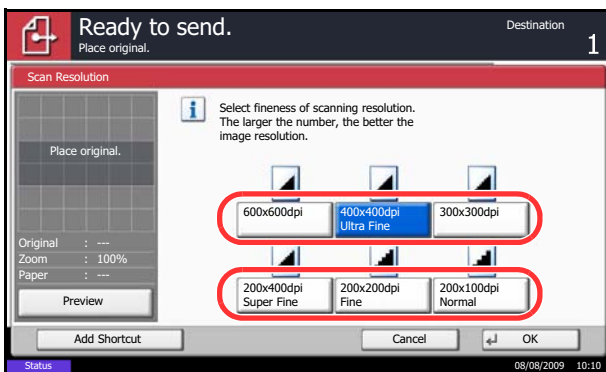 Ready to send.
Destination
Place original.
1
Scan Resolution
Select fineness of scanning resolution.
The larger the number, the better the
image resolution.
Place original.
600x600dpi
400x400dpi
Ultra Fine
300x300dpi
Original : ---
Zoom : 100%
Paper : ---
200x400dpi
Super Fine
200x200dpi
Fine
200x100dpi
Normal
Preview
Add Shortcut
Cancel
OK
Status
08/08/2009 10:10